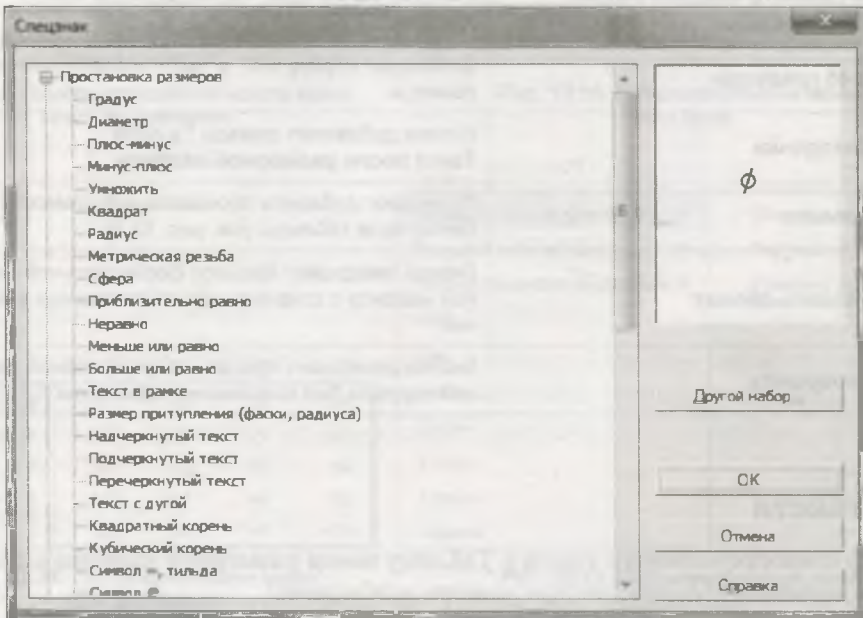 Спецзнак
Простановка размеров
Градус
Диаметр
Плюс-минус
Минус-плюс
Умножить
Квадрат
Радиус
Метрическая резьба
Сфера
Приблизительно равно
Неравно
Меньше или равно
Больше или равно
Текст в рамке
Размер притупления (фаски, радиуса)
Надчеркнутый текст
Подчеркнутый текст
Перечеркнутый текст
Текст с дугой
Квадратный корень
Кубический корень
Символ ~, тильда
Символ @
ϕ
Другой набор
OK
Отмена
Справка